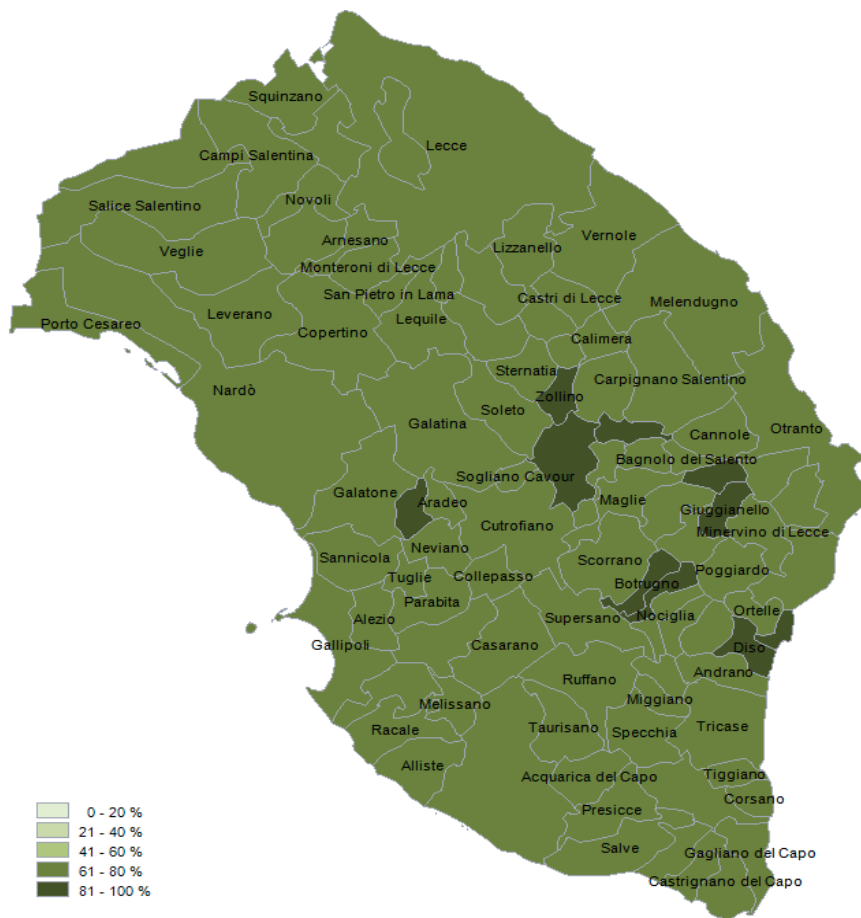 Squinzano
Lecce
Campi Salentina
Novoli
Salice Salentino
Arnesano
Vernole
Lizzanello
Veglie
Monteroni di Lecce
San Pietro in Lama
Castri di Lecce
Melendugno
Leverano
Lequile
Porto Cesareo
Copertino
Calimera
Sternatia
Carpignano Salentino
Nardò
Zollino
Soleto
Galatina
Otranto
Cannole
Bagnolo del Salento
Sogliano Cavour
Galatone
Maglie
Aradeo
Giuggianello
Cutrofiano
Minervino di Lecce
Neviano
Sannicola
Scorrano
Poggiardo
Tuglie
Collepasso
Botrugno
Parabita
Ortelle
Alezio
Supersano
Nociglia
Gallipoli
Casarano
Diso
Andrano
Ruffano
Miggiano
Melissano
Racale
Taurisano
Specchia
Tricase
Alliste
Acquarica del Capo
Tiggiano
Corsano
Presicce
Salve
Gagliano del Capo
Castrignano del Capo
0 - 20 %
21 - 40 %
41 - 60 %
61 - 80 %
81 - 100 %